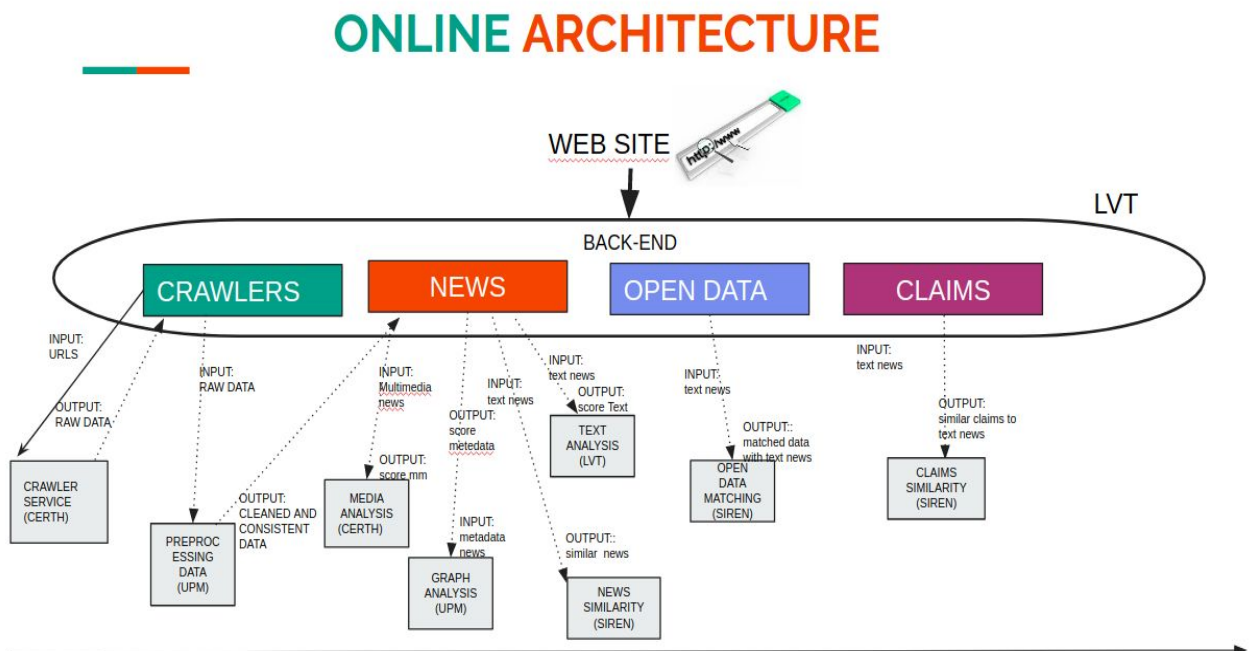 ONLINE ARCHITECTURE
WEB SITE
http://www
LVT
BACK-END
CRAWLERS
NEWS
OPEN DATA
CLAIMS
INPUT:
URLS
OUTPUT:
RAW DATA
INPUT:
RAW DATA
INPUT:
Multimedia
news
OUTPUT:
score mm
OUTPUT:
score
metedata
INPUT:
metadata
news
INPUT:
text news
INPUT:
text news
OUTPUT:
score Text
INPUT:
text news
OUTPUT::
matched data
with text news
INPUT:
text news
OUTPUT:
similar claims to
text news
OUTPUT:
CLEANED AND
CONSISTENT
DATA
OUTPUT::
similar news
CRAWLER
SERVICE
(CERTH)
PREPROC
ESSING
DATA
(UPM)
MEDIA
ANALYSIS
(CERTH)
GRAPH
ANALYSIS
(UPM)
TEXT
ANALYSIS
(LVT)
NEWS
SIMILARITY
(SIREN)
OPEN
DATA
MATCHING
(SIREN)
CLAIMS
SIMILARITY
(SIREN)